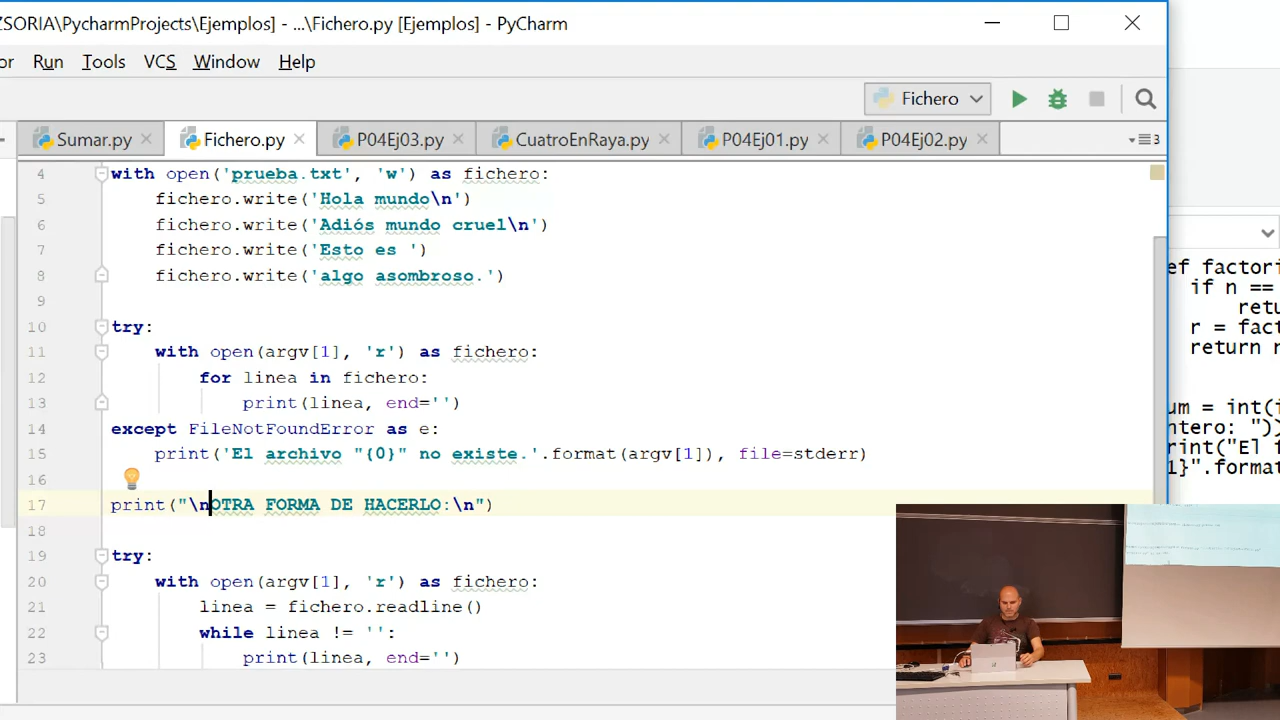 ZSORIA\PycharmProjects\Ejemplos] - ...\Fichero.py [Ejemplos] - PyCharm
or Run Tools VCS Window Help
Fichero
Sumar.py Fichero.py P04Ej03.py CuatroEnRaya.py P04Ej01.py P04Ej02.py 3
4 with open('prueba.txt', 'w') as fichero:
5 fichero.write('Hola mundo\n')
6 fichero.write('Adiós mundo cruel\n')
7 fichero.write('Esto es ')
8 fichero.write('algo asombroso.')
9
10 try:
11 with open(argv[1], 'r') as fichero:
12 for linea in fichero:
13 print(linea, end='')
14 except FileNotFoundError as e:
15 print('El archivo "{0}" no existe.'.format(argv[1]), file=stderr)
16
17 print("\nOTRA FORMA DE HACERLO:\n")
18
19 try:
20 with open(argv[1], 'r') as fichero:
21 linea = fichero.readline()
22 while linea != '':
23 print(linea, end='')
ef factori
if n ==
retu
r = fact
return n
um = int(i
ntero: "))
rint("El f
1}".forma